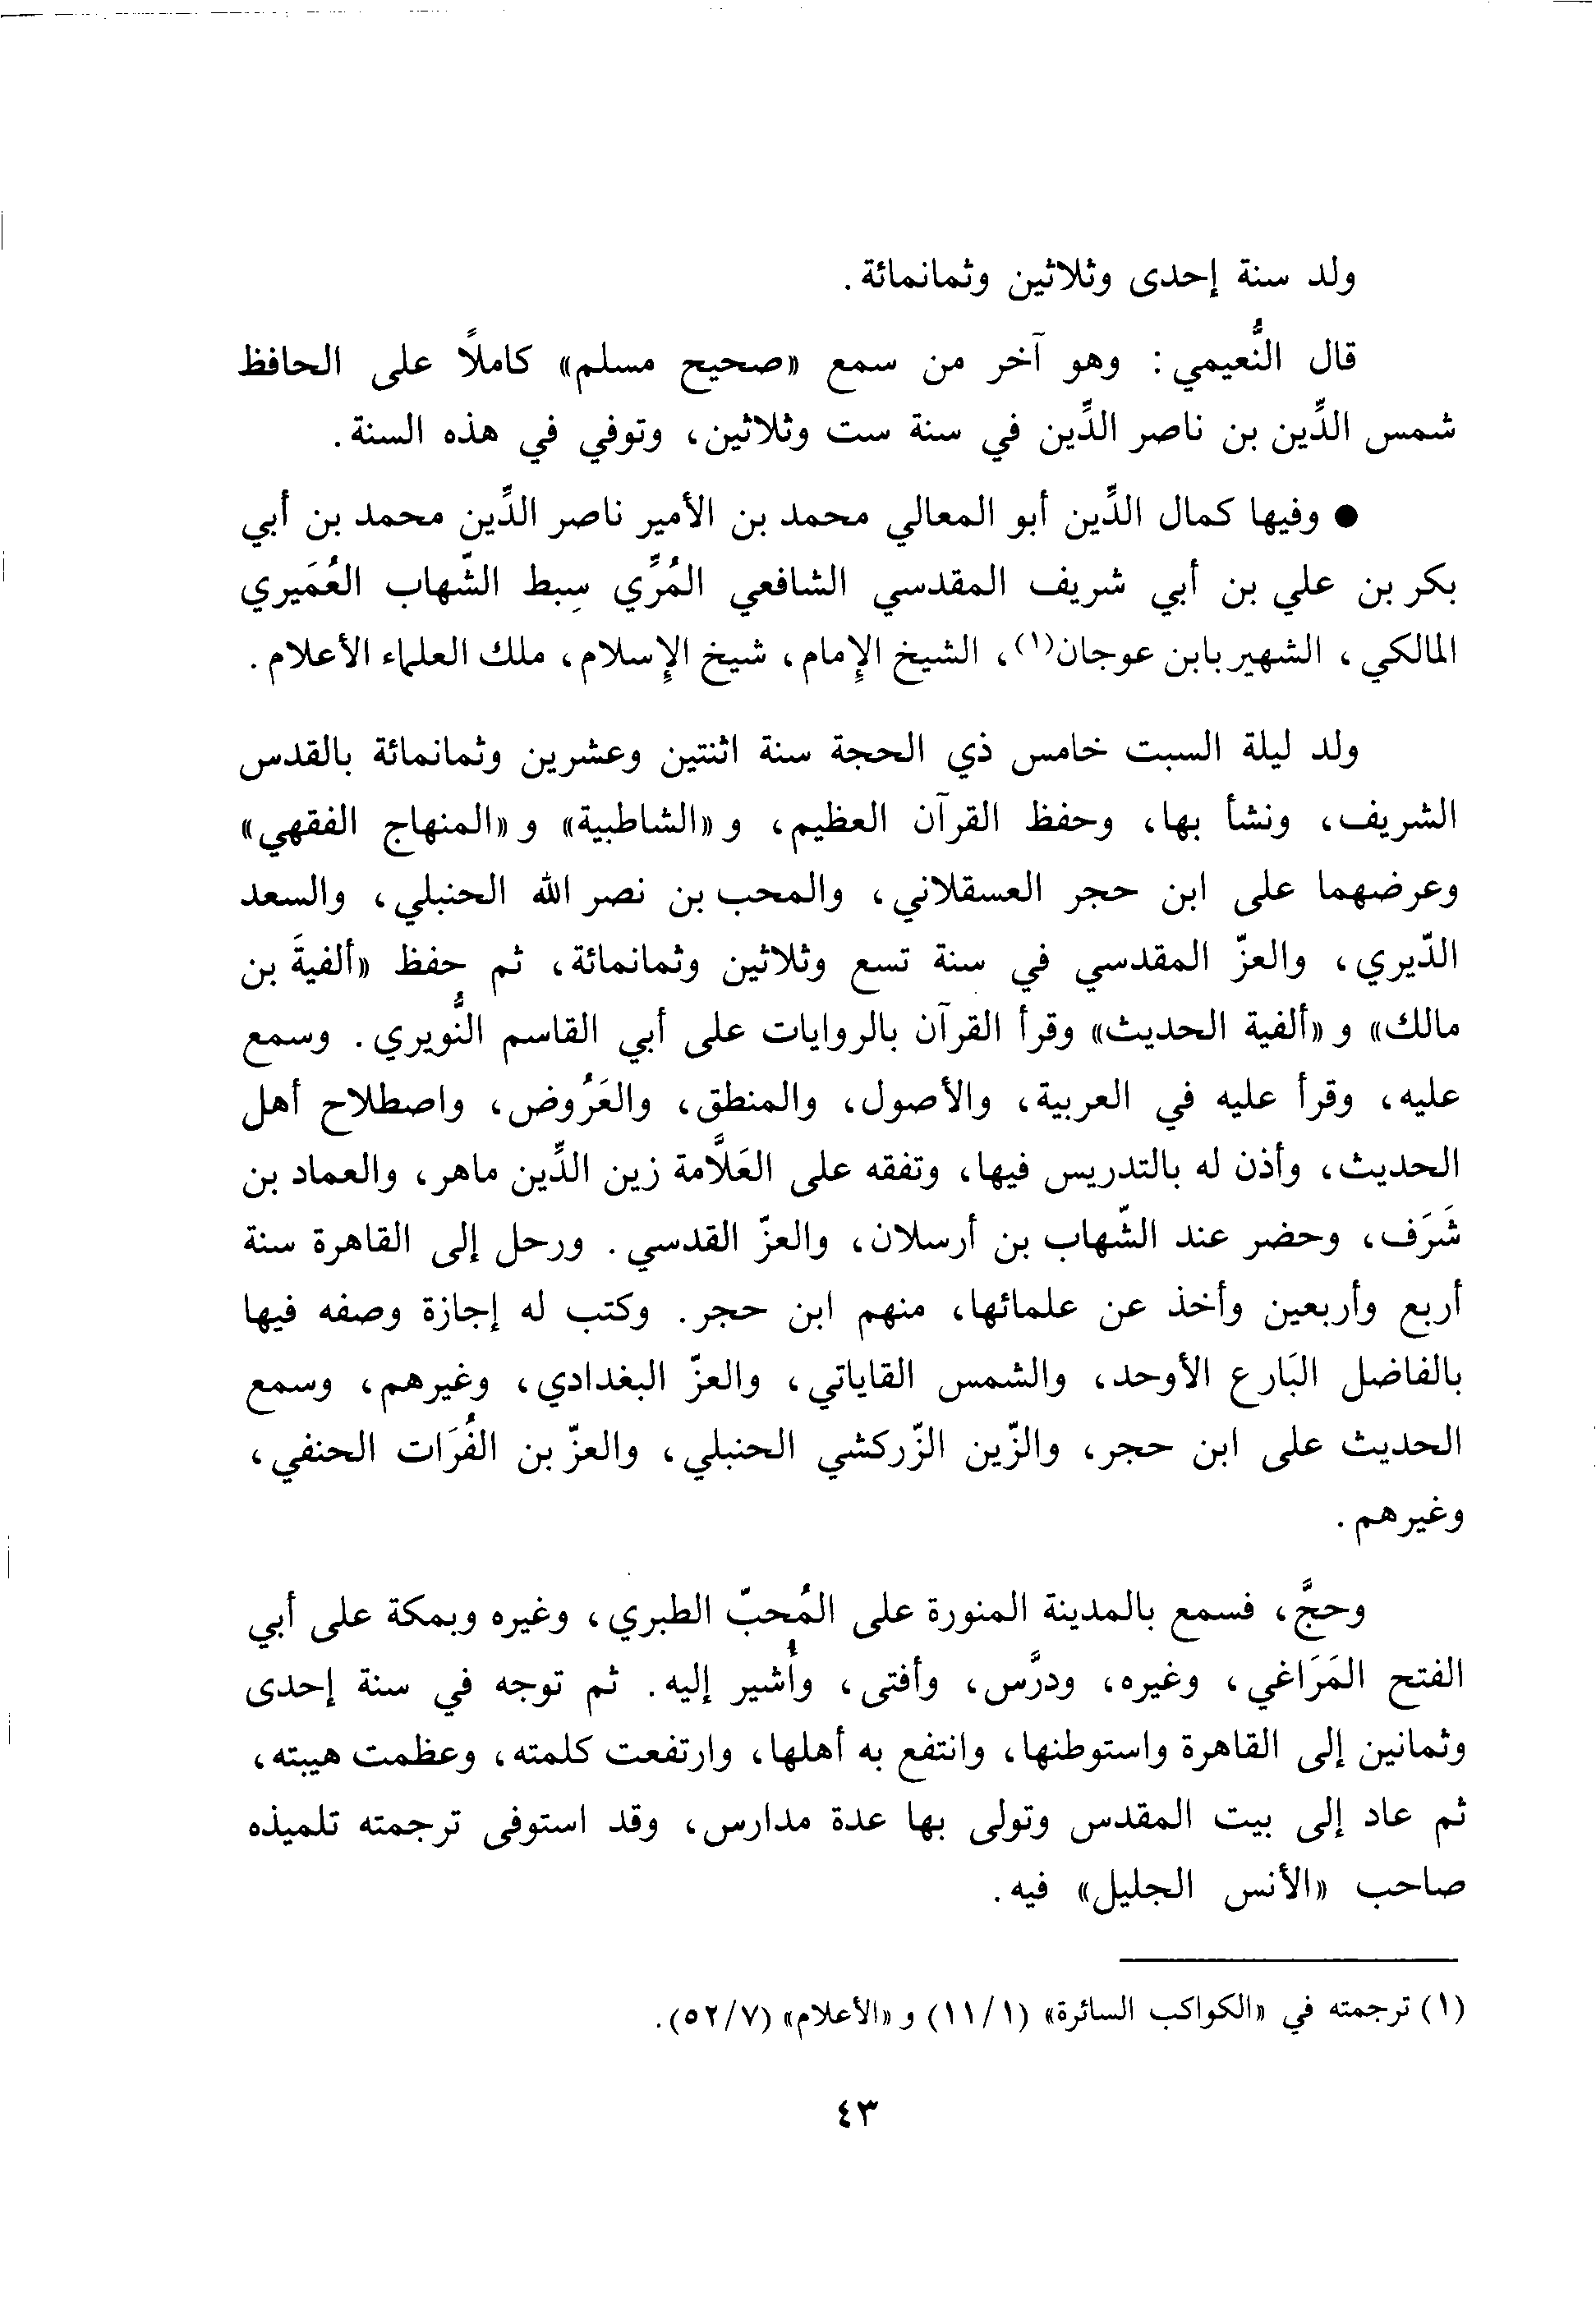 ولد سنة إحدى وثلاثين وثمانمائة.
قال النُّعيمي: وهو آخر من سمع «صحيح مسلم» كاملاً على الحافظ
شمس الدِّين بن ناصر الدِّين في سنة ست وثلاثين، وتوفي في هذه السنة.
● وفيها كمال الدِّين أبو المعالي محمد بن الأمير ناصر الدِّين محمد بن أبي
بكر بن علي بن أبي شريف المقدسي الشافعي المُرِّي سِبط الشّهاب العُمَيري
المالكي، الشهير بابن عوجان(١)، الشيخ الإِمام، شيخ الإِسلام، ملك العلماء الأعلام.
ولد ليلة السبت خامس ذي الحجة سنة اثنتين وعشرين وثمانمائة بالقدس
الشريف، ونشأ بها، وحفظ القرآن العظيم، و«الشاطبية» و«المنهاج الفقهي»
وعرضهما على ابن حجر العسقلاني، والمحب بن نصر الله الحنبلي، والسعد
الدّيري، والعزّ المقدسي في سنة تسع وثلاثين وثمانمائة، ثم حفظ «ألفيةَ بن
مالك» و«ألفية الحديث» وقرأ القرآن بالروايات على أبي القاسم النُّويري. وسمع
عليه، وقرأ عليه في العربية، والأصول، والمنطق، والعَرُوض، واصطلاح أهل
الحديث، وأذن له بالتدريس فيها، وتفقه على العَلاَّمة زين الدِّين ماهر، والعماد بن
شَرَف، وحضر عند الشّهاب بن أرسلان، والعزّ القدسي. ورحل إلى القاهرة سنة
أربع وأربعين وأخذ عن علمائها، منهم ابن حجر. وكتب له إجازة وصفه فيها
بالفاضل البَارع الأوحد، والشمس القاياتي، والعزّ البغدادي، وغيرهم، وسمع
الحديث على ابن حجر، والزّين الزّركشي الحنبلي، والعزّ بن الفُرَات الحنفي،
وغيرهم.
وحجَّ، فسمع بالمدينة المنورة على المُحبّ الطبري، وغيره وبمكة على أبي
الفتح المَرَاغي، وغيره، ودرَّس، وأفتى، وأُشير إليه. ثم توجه في سنة إحدى
وثمانين إلى القاهرة واستوطنها، وانتفع به أهلها، وارتفعت كلمته، وعظمت هيبته،
ثم عاد إلى بيت المقدس وتولى بها عدة مدارس، وقد استوفى ترجمته تلميذه
صاحب «الأنس الجليل» فيه.
(١) ترجمته في «الكواكب السائرة» (١١/١) و«الأعلام» (٥٢/٧).
٤٣